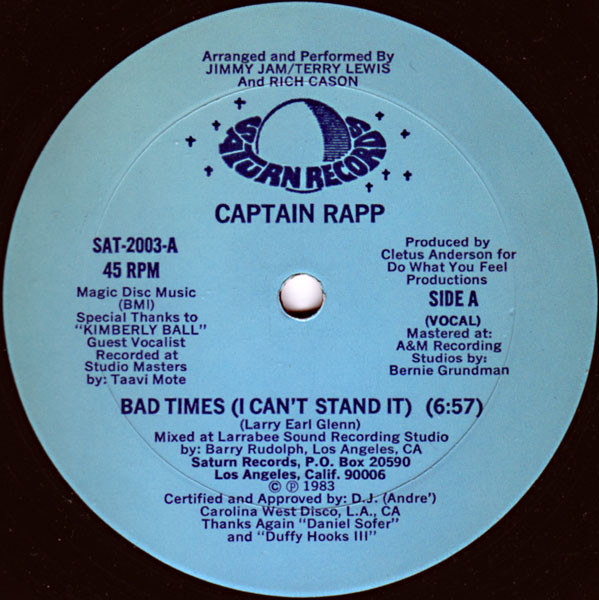 Arranged and Performed By
JIMMY JAM/TERRY LEWIS
And RICH CASON
SATURN RECORDS
CAPTAIN RAPP
SAT-2003-A
45 RPM
Magic Disc Music
(BMI)
Special Thanks to
"KIMBERLY BALL"
Guest Vocalist
Recorded at
Studio Masters
by: Taavi Mote
Produced by
Cletus Anderson for
Do What You Feel
Productions
SIDE A
(VOCAL)
Mastered at:
A&M Recording
Studios by:
Bernie Grundman
BAD TIMES (I CAN'T STAND IT) (6:57)
(Larry Earl Glenn)
Mixed at Larrabee Sound Recording Studio
by: Barry Rudolph, Los Angeles, CA
Saturn Records, P.O. Box 20590
Los Angeles, Calif. 90006
© ℗ 1983
Certified and Approved by: D.J. (Andre')
Carolina West Disco, L.A., CA
Thanks Again "Daniel Sofer"
and "Duffy Hooks III"